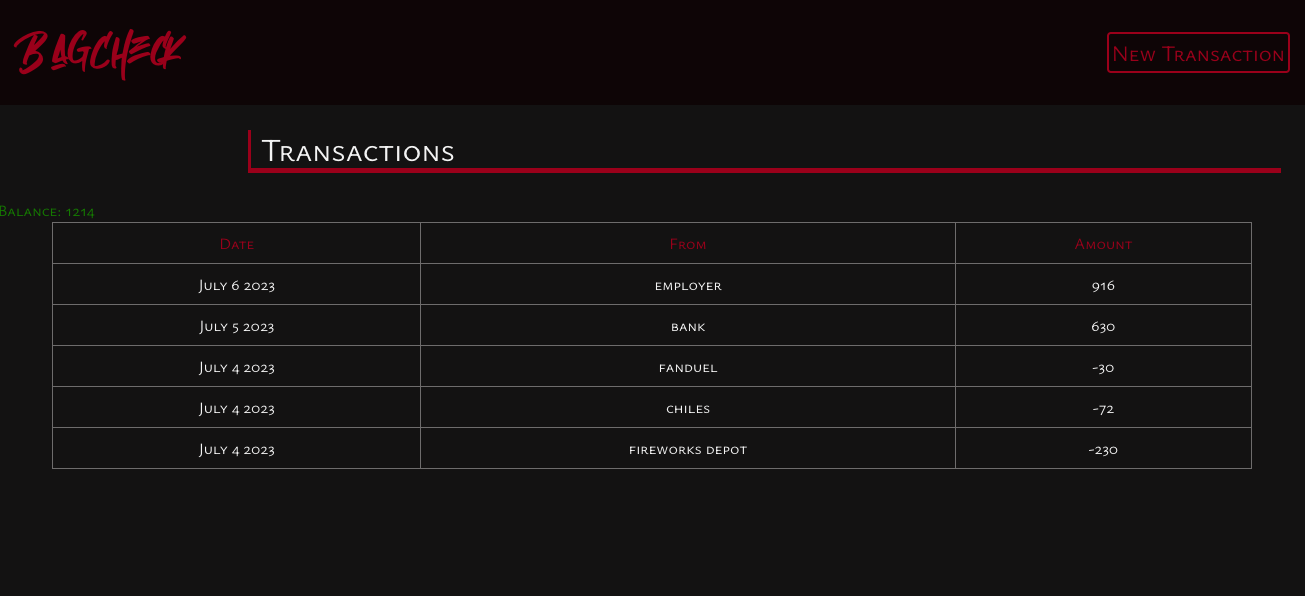 BAGCHECK
New Transaction
Transactions
Balance: 1214
Date From Amount
July 6 2023 employer 916
July 5 2023 bank 630
July 4 2023 fanduel -30
July 4 2023 chiles -72
July 4 2023 fireworks depot -230